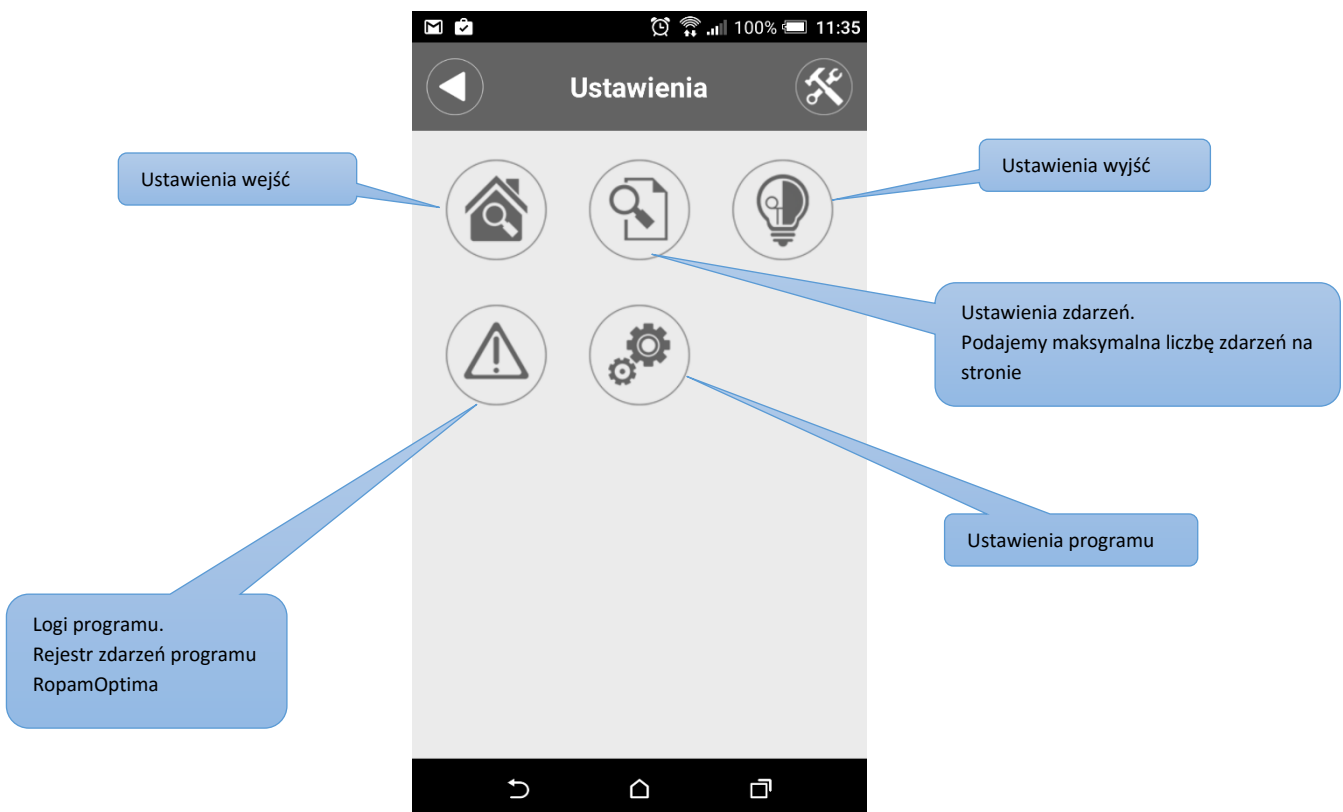 100% 11:35
Ustawienia
Ustawienia wejść
Ustawienia wyjść
Ustawienia zdarzeń.
Podajemy maksymalna liczbę zdarzeń na
stronie
Ustawienia programu
Logi programu.
Rejestr zdarzeń programu
RopamOptima